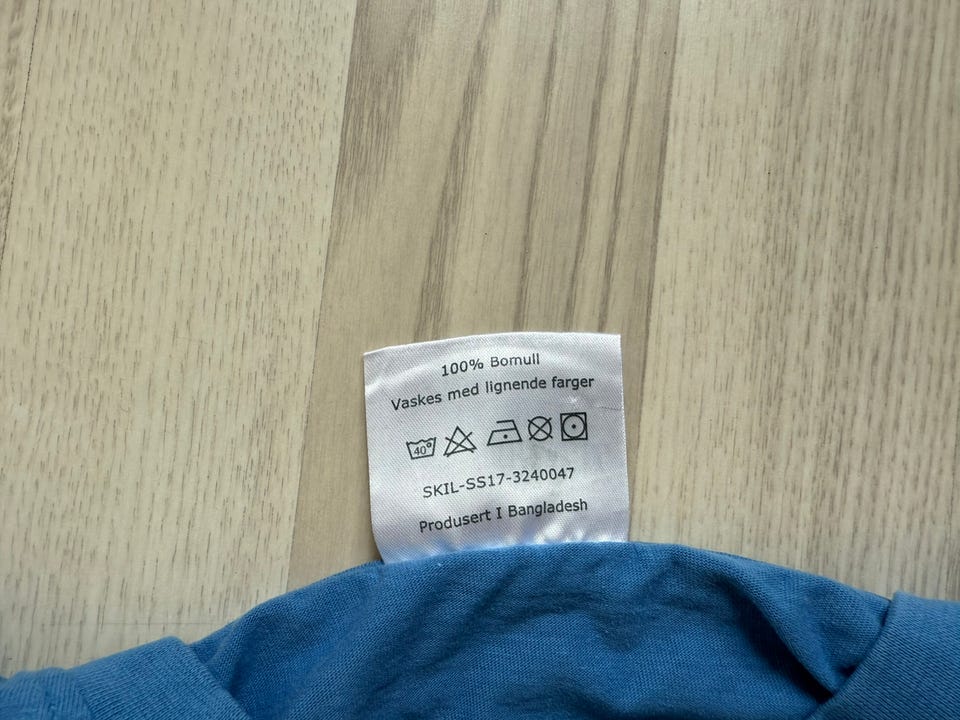 100% Bomull
Vaskes med lignende farger
40°
SKIL-SS17-3240047
Produsert I Bangladesh